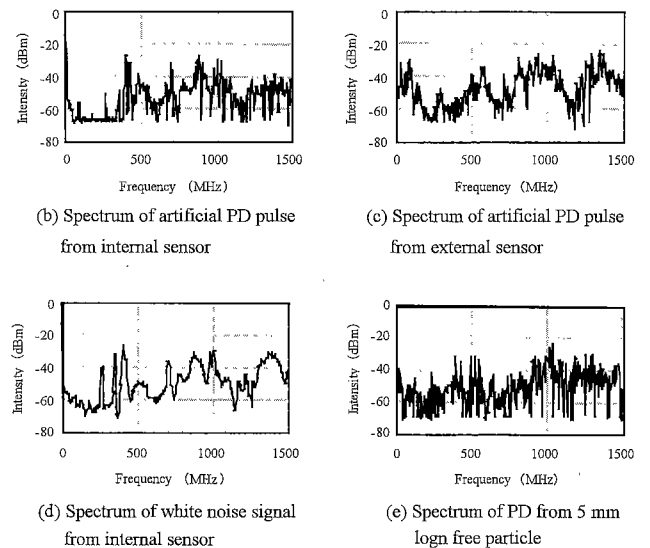 0
-20
-40
-60
-80
Intensity (dBm)
0 500 1000 1500
Frequency (MHz)
(b) Spectrum of artificial PD pulse
from internal sensor
0
-20
-40
-60
-80
Intensity (dBm)
0 500 1000 1500
Frequency (MHz)
(c) Spectrum of artificial PD pulse
from external sensor
0
-20
-40
-60
-80
Intensity (dBm)
0 500 1000 1500
Frequency (MHz)
(d) Spectrum of white noise signal
from internal sensor
0
-20
-40
-60
-80
Intensity (dBm)
0 500 1000 1500
Frequency (MHz)
(e) Spectrum of PD from 5 mm
logn free particle